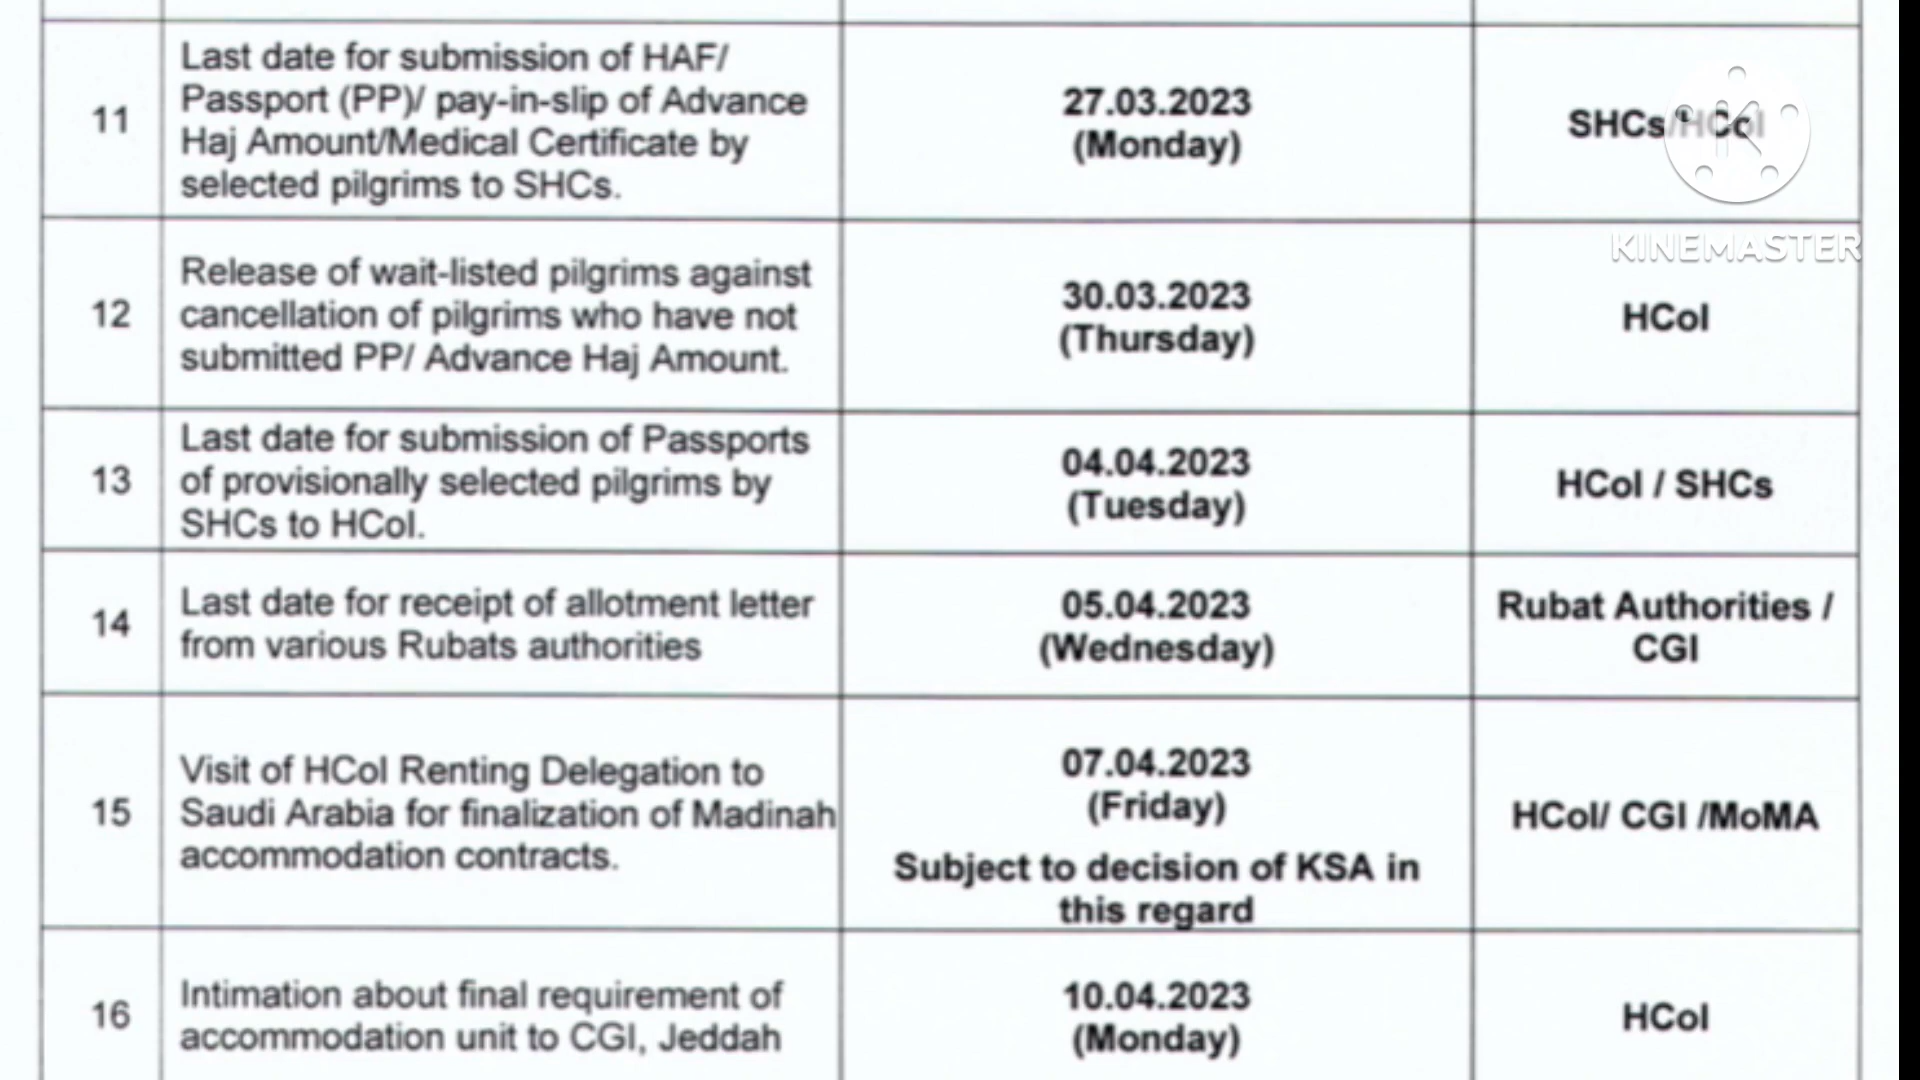 11
Last date for submission of HAF/
Passport (PP)/ pay-in-slip of Advance
Haj Amount/Medical Certificate by
selected pilgrims to SHCs.
27.03.2023
(Monday)
SHCs/HCoI
KINEMASTER
12
Release of wait-listed pilgrims against
cancellation of pilgrims who have not
submitted PP/ Advance Haj Amount.
30.03.2023
(Thursday)
HCoI
13
Last date for submission of Passports
of provisionally selected pilgrims by
SHCs to HCoI.
04.04.2023
(Tuesday)
HCoI / SHCs
14
Last date for receipt of allotment letter
from various Rubats authorities
05.04.2023
(Wednesday)
Rubat Authorities /
CGI
15
Visit of HCoI Renting Delegation to
Saudi Arabia for finalization of Madinah
accommodation contracts.
07.04.2023
(Friday)
Subject to decision of KSA in
this regard
HCoI/ CGI /MoMA
16
Intimation about final requirement of
accommodation unit to CGI, Jeddah
10.04.2023
(Monday)
HCoI